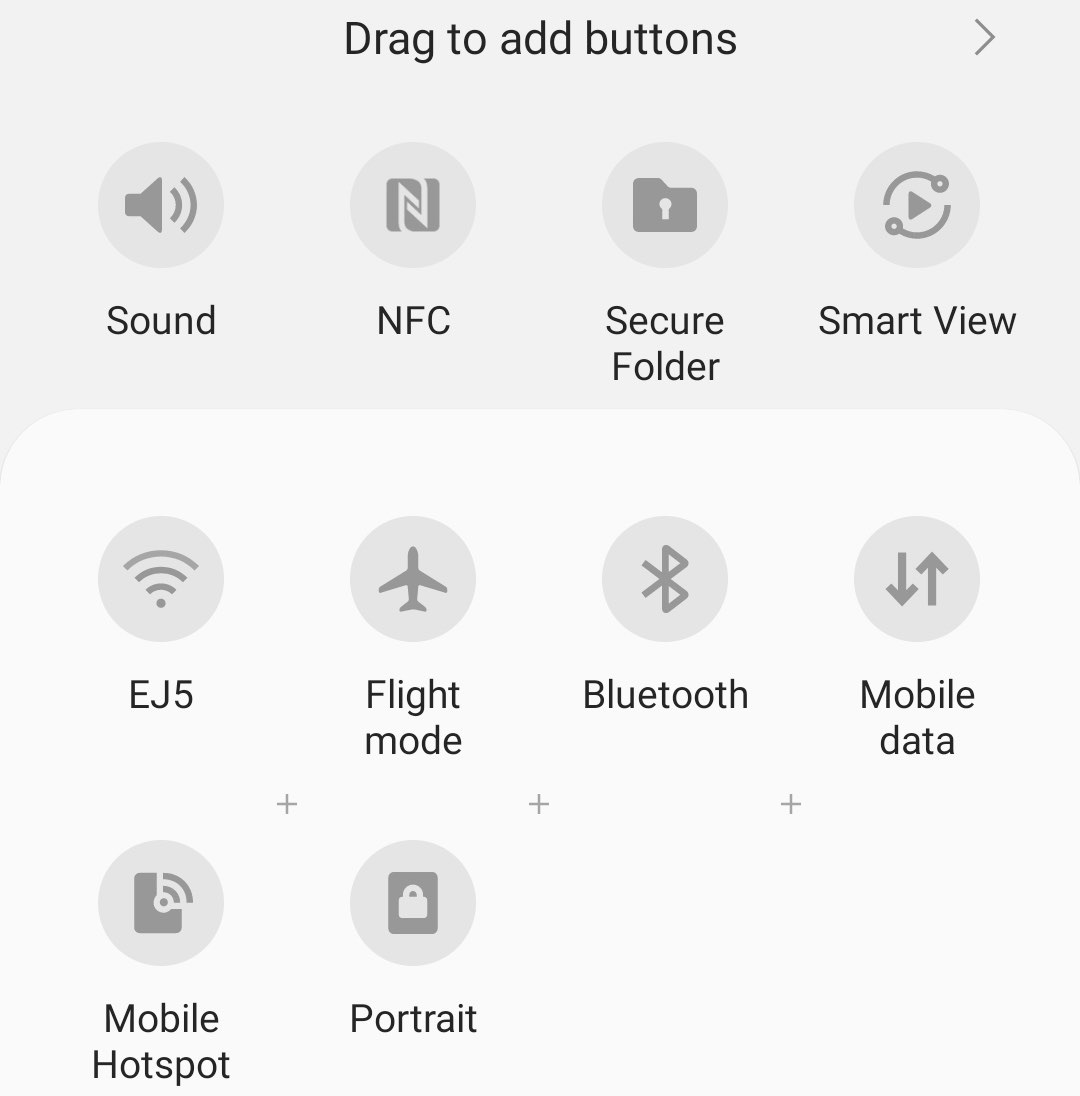 Drag to add buttons
Sound
NFC
Secure
Folder
Smart View
EJ5
Flight
mode
Bluetooth
Mobile
data
Mobile
Hotspot
Portrait